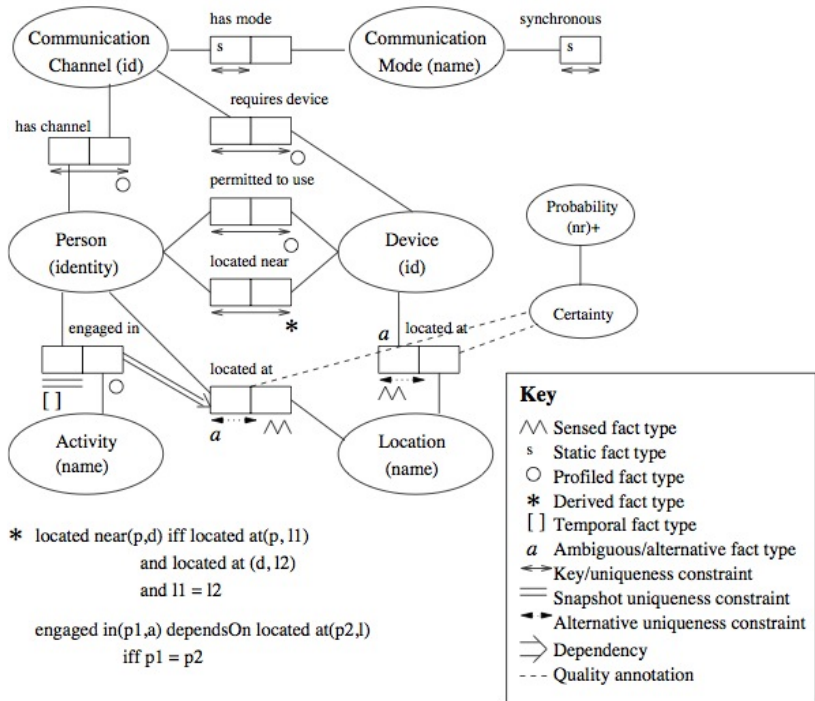 has mode
synchronous
Communication
Channel (id)
s
Communication
Mode (name)
s
requires device
has channel
permitted to use
Probability
(nr)+
Person
(identity)
Device
(id)
located near
*
Certainty
engaged in
a located at
located at
[ ]
a
Activity
(name)
Location
(name)
Key
Sensed fact type
s Static fact type
Profiled fact type
* Derived fact type
[ ] Temporal fact type
a Ambiguous/alternative fact type
Key/uniqueness constraint
Snapshot uniqueness constraint
Alternative uniqueness constraint
Dependency
Quality annotation
* located near(p,d) iff located at(p, l1)
and located at (d, l2)
and l1 = l2
engaged in(p1,a) dependsOn located at(p2,l)
iff p1 = p2